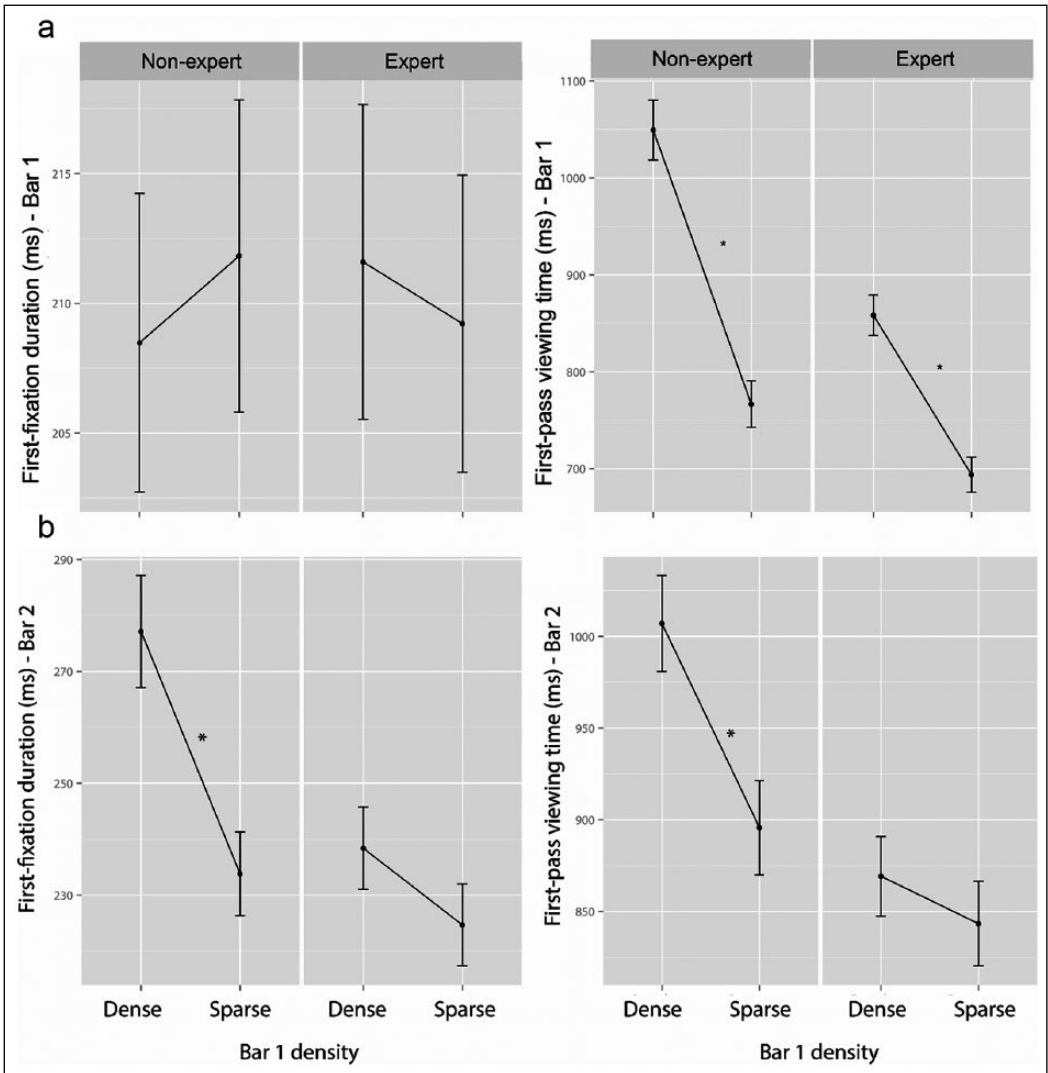 a
Non-expert Expert
First-fixation duration (ms) - Bar 1
215
210
205
Non-expert Expert
First-pass viewing time (ms) - Bar 1
1100
1000
900
800
700
*
*
b
First-fixation duration (ms) - Bar 2
290
270
250
230
*
Dense Sparse Dense Sparse
Bar 1 density
First-pass viewing time (ms) - Bar 2
1000
950
900
850
*
Dense Sparse Dense Sparse
Bar 1 density